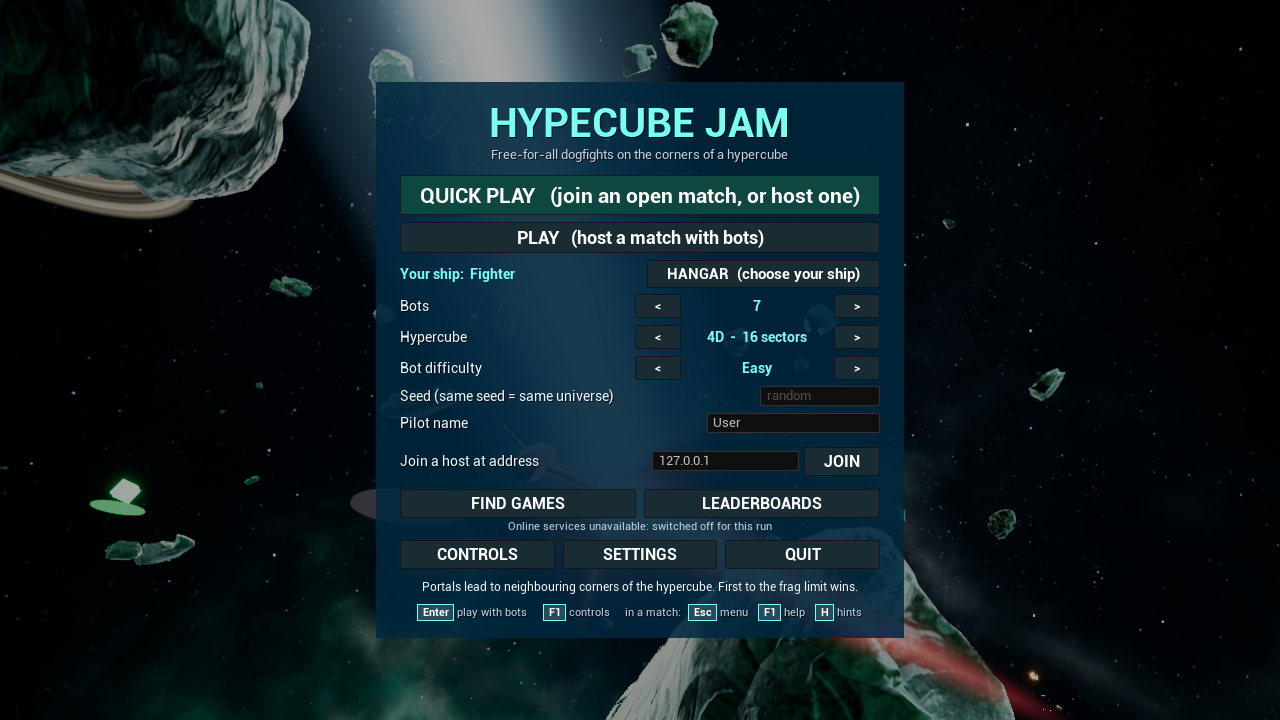 HYPECUBE JAM
Free-for-all dogfights on the corners of a hypercube
QUICK PLAY (join an open match, or host one)
PLAY (host a match with bots)
Your ship: Fighter HANGAR (choose your ship)
Bots < 7 >
Hypercube < 4D - 16 sectors >
Bot difficulty < Easy >
Seed (same seed = same universe) random
Pilot name User
Join a host at address 127.0.0.1 JOIN
FIND GAMES LEADERBOARDS
Online services unavailable: switched off for this run
CONTROLS SETTINGS QUIT
Portals lead to neighbouring corners of the hypercube. First to the frag limit wins.
Enter play with bots F1 controls in a match: Esc menu F1 help H hints